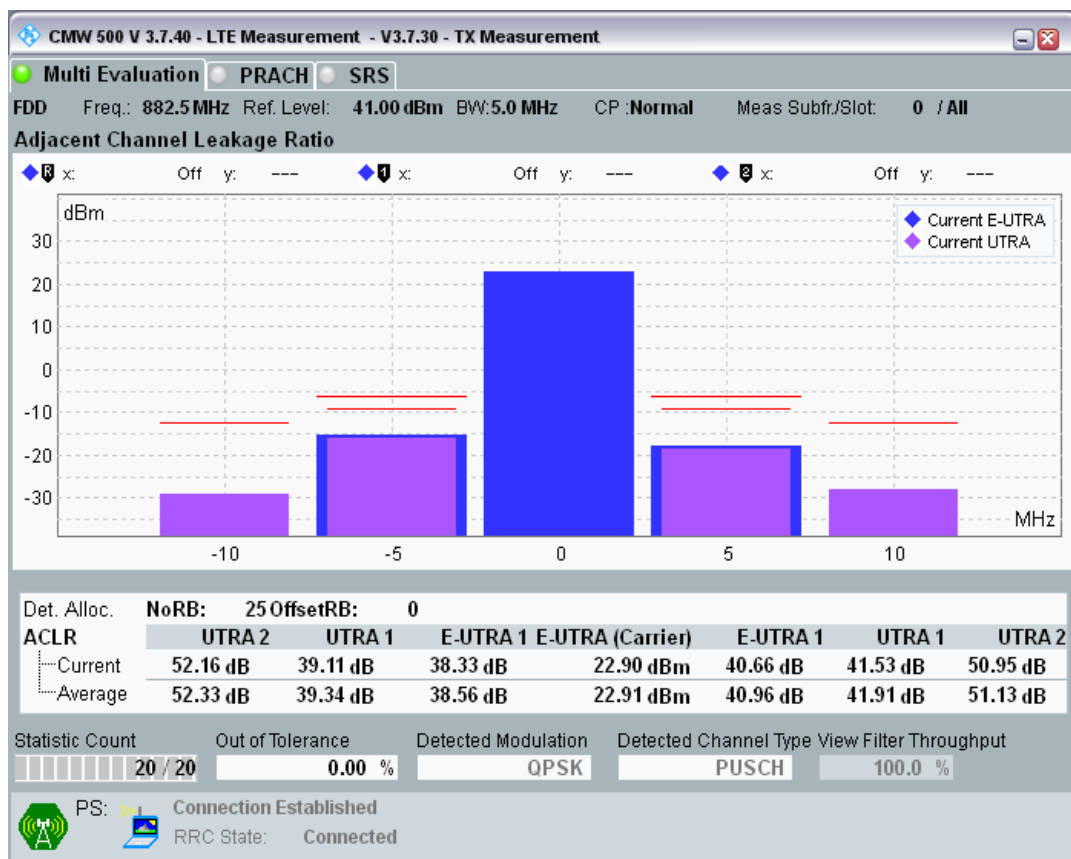 CMW 500 V 3.7.40 - LTE Measurement - V3.7.30 - TX Measurement
Multi Evaluation PRACH SRS
FDD Freq.: 882.5 MHz Ref. Level: 41.00 dBm BW:5.0 MHz CP :Normal Meas Subfr./Slot: 0 / All
Adjacent Channel Leakage Ratio
R x: Off y: --- 1 x: Off y: --- 2 x: Off y: ---
dBm
Current E-UTRA
Current UTRA
30
20
10
0
-10
-20
-30
MHz
-10 -5 0 5 10
Det. Alloc. NoRB: 25 OffsetRB: 0
ACLR UTRA 2 UTRA 1 E-UTRA 1 E-UTRA (Carrier) E-UTRA 1 UTRA 1 UTRA 2
Current 52.16 dB 39.11 dB 38.33 dB 22.90 dBm 40.66 dB 41.53 dB 50.95 dB
Average 52.33 dB 39.34 dB 38.56 dB 22.91 dBm 40.96 dB 41.91 dB 51.13 dB
Statistic Count Out of Tolerance Detected Modulation Detected Channel Type View Filter Throughput
20 / 20 0.00 % QPSK PUSCH 100.0 %
PS: Connection Established
RRC State: Connected